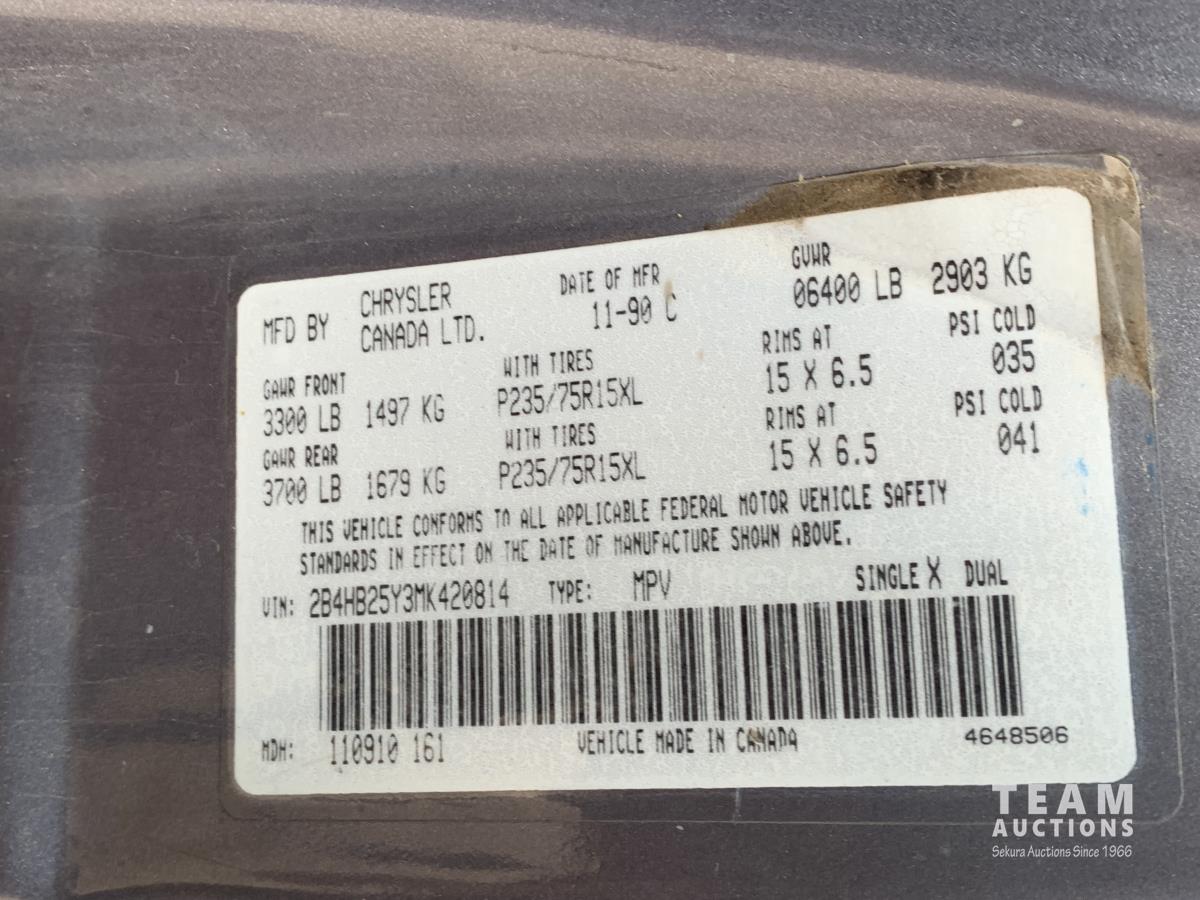 MFD BY CHRYSLER CANADA LTD. DATE OF MFR 11-90 C GVWR 06400 LB 2903 KG
GAWR FRONT WITH TIRES RIMS AT PSI COLD
3300 LB 1497 KG P235/75R15XL 15 X 6.5 035
GAWR REAR WITH TIRES RIMS AT PSI COLD
3700 LB 1679 KG P235/75R15XL 15 X 6.5 041
THIS VEHICLE CONFORMS TO ALL APPLICABLE FEDERAL MOTOR VEHICLE SAFETY
STANDARDS IN EFFECT ON THE DATE OF MANUFACTURE SHOWN ABOVE.
VIN: 2B4HB25Y3MK420814 TYPE: MPV SINGLE X DUAL
MDH: 110910 161 VEHICLE MADE IN CANADA 4648506
TEAM
AUCTIONS
Sekura Auctions Since 1966